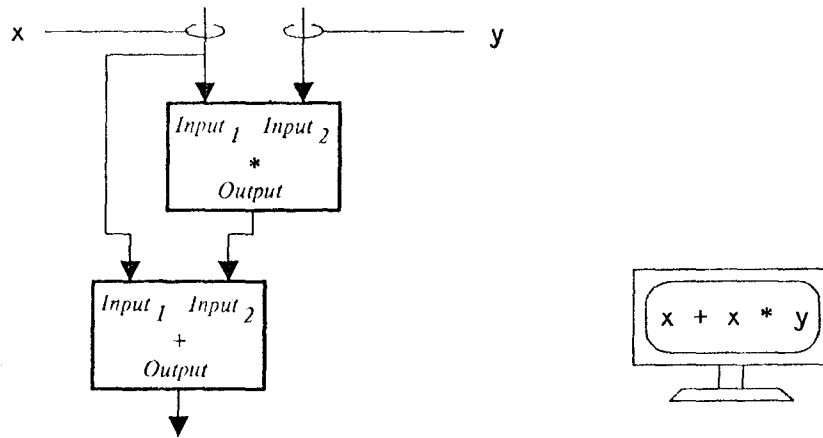 x y
Input 1 Input 2
*
Output
Input 1 Input 2
+
Output
x + x * y